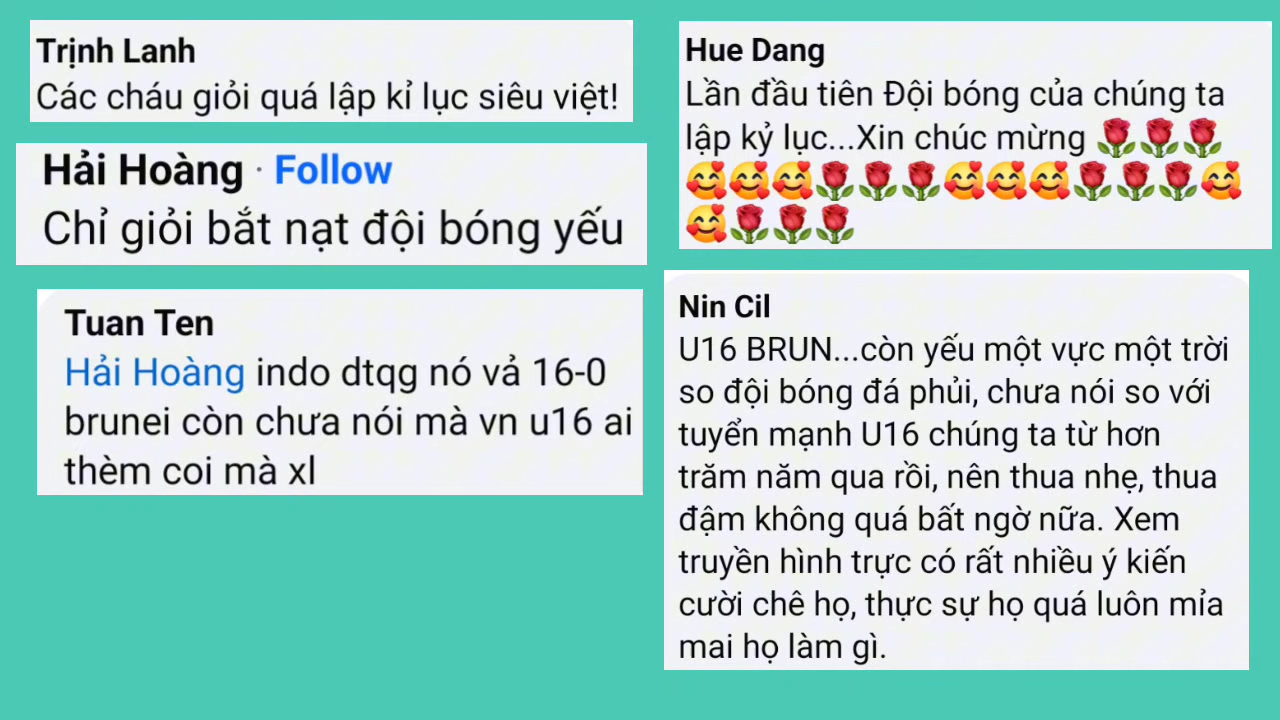 Trịnh Lanh
Các cháu giỏi quá lập kỉ lục siêu việt!
Hải Hoàng · Follow
Chỉ giỏi bắt nạt đội bóng yếu
Tuan Ten
Hải Hoàng indo dtqg nó vả 16-0
brunei còn chưa nói mà vn u16 ai
thèm coi mà xl
Hue Dang
Lần đầu tiên Đội bóng của chúng ta
lập kỷ lục...Xin chúc mừng 🌹🌹🌹
🥰🥰🥰🌹🌹🌹🥰🥰🥰🌹🌹🌹🥰
🥰🌹🌹🌹
Nin Cil
U16 BRUN...còn yếu một vực một trời
so đội bóng đá phủi, chưa nói so với
tuyển mạnh U16 chúng ta từ hơn
trăm năm qua rồi, nên thua nhẹ, thua
đậm không quá bất ngờ nữa. Xem
truyền hình trực có rất nhiều ý kiến
cười chê họ, thực sự họ quá luôn mỉa
mai họ làm gì.